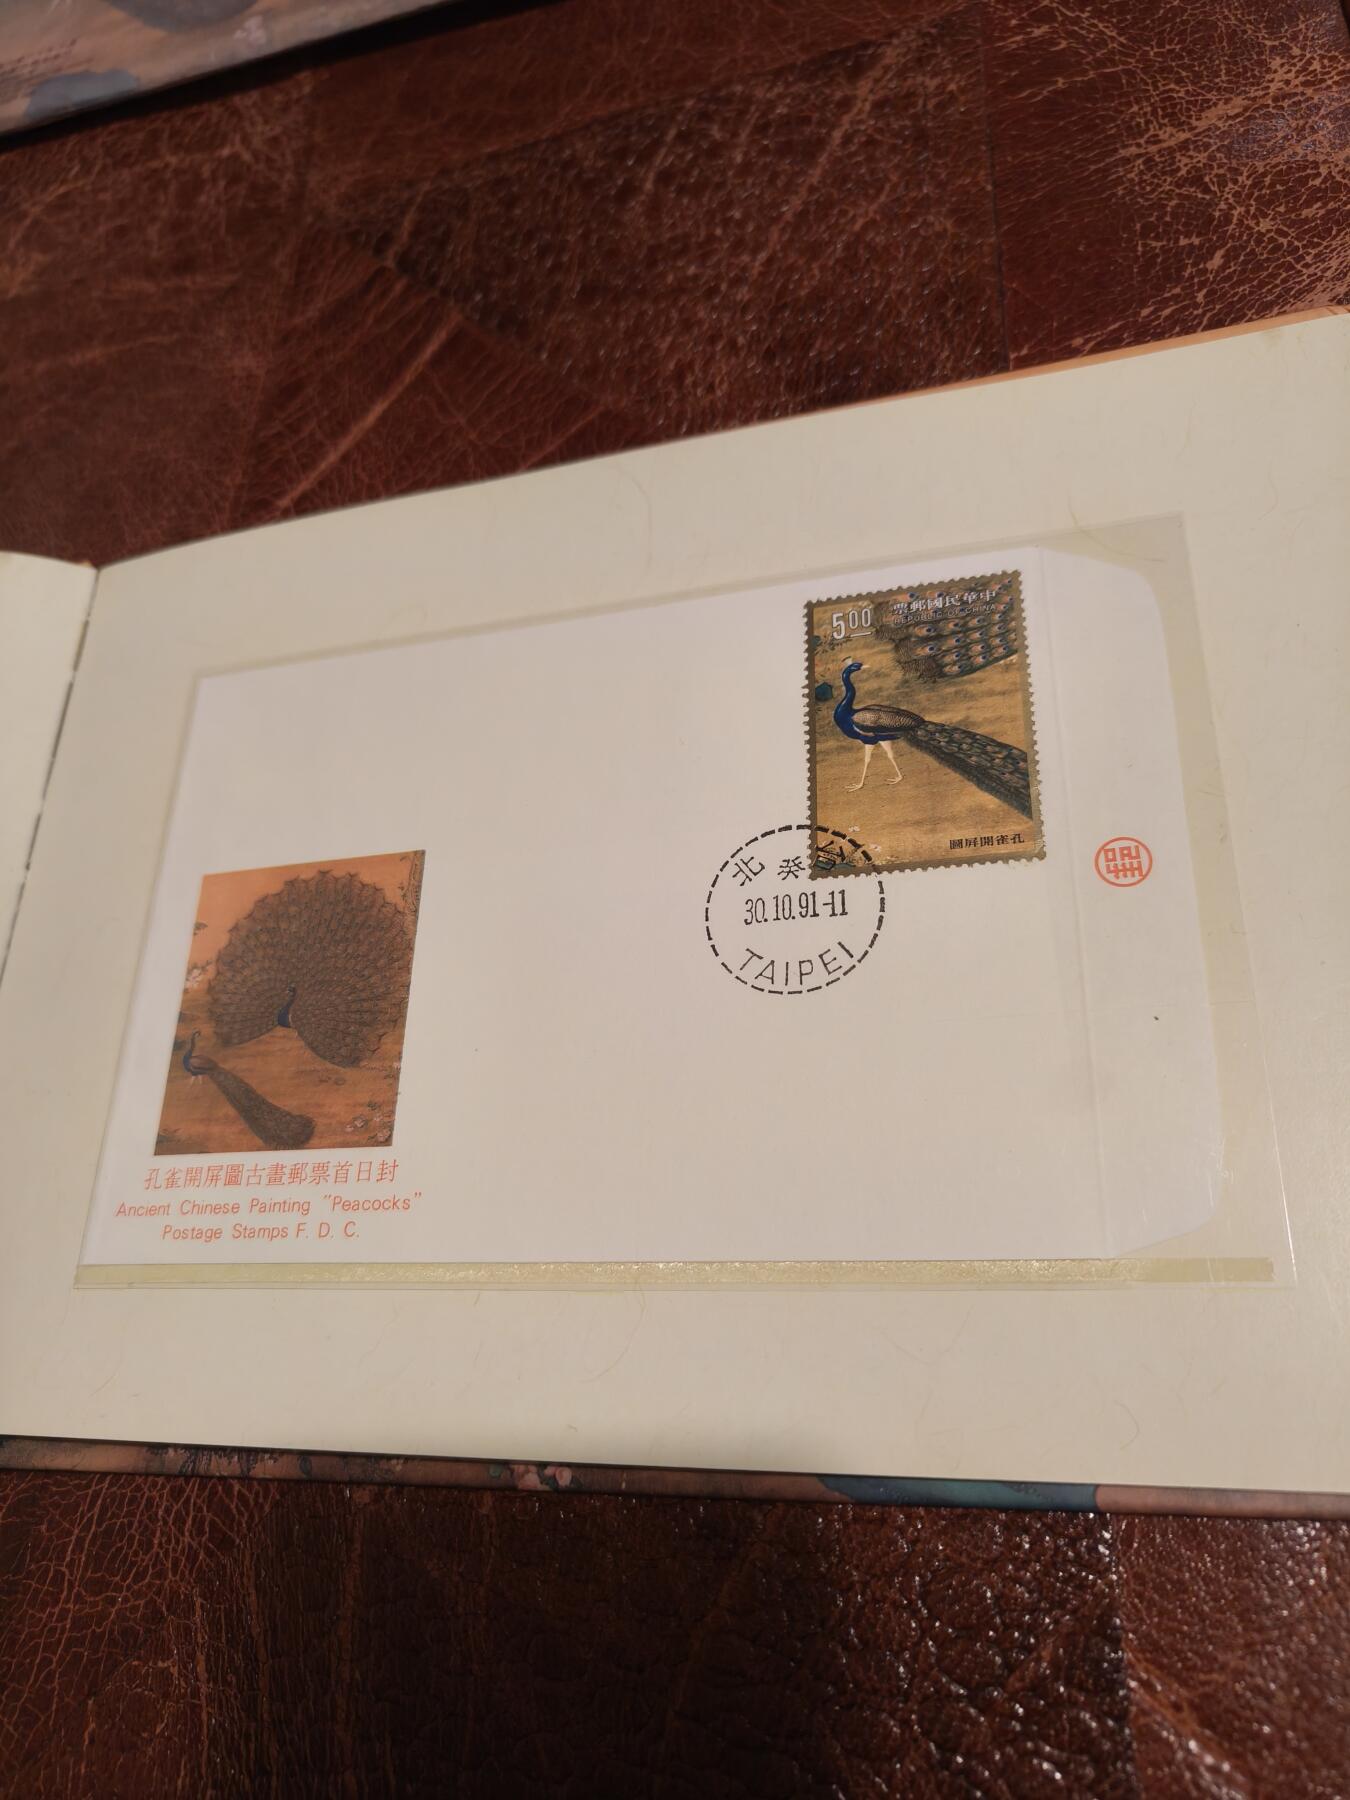 5.00
票郵國民華中
REPUBLIC OF CHINA
圖屏開雀孔
北 癸
30.10.91-11
TAIPEI
孔雀開屏圖古畫郵票首日封
Ancient Chinese Painting "Peacocks"
Postage Stamps F. D. C.